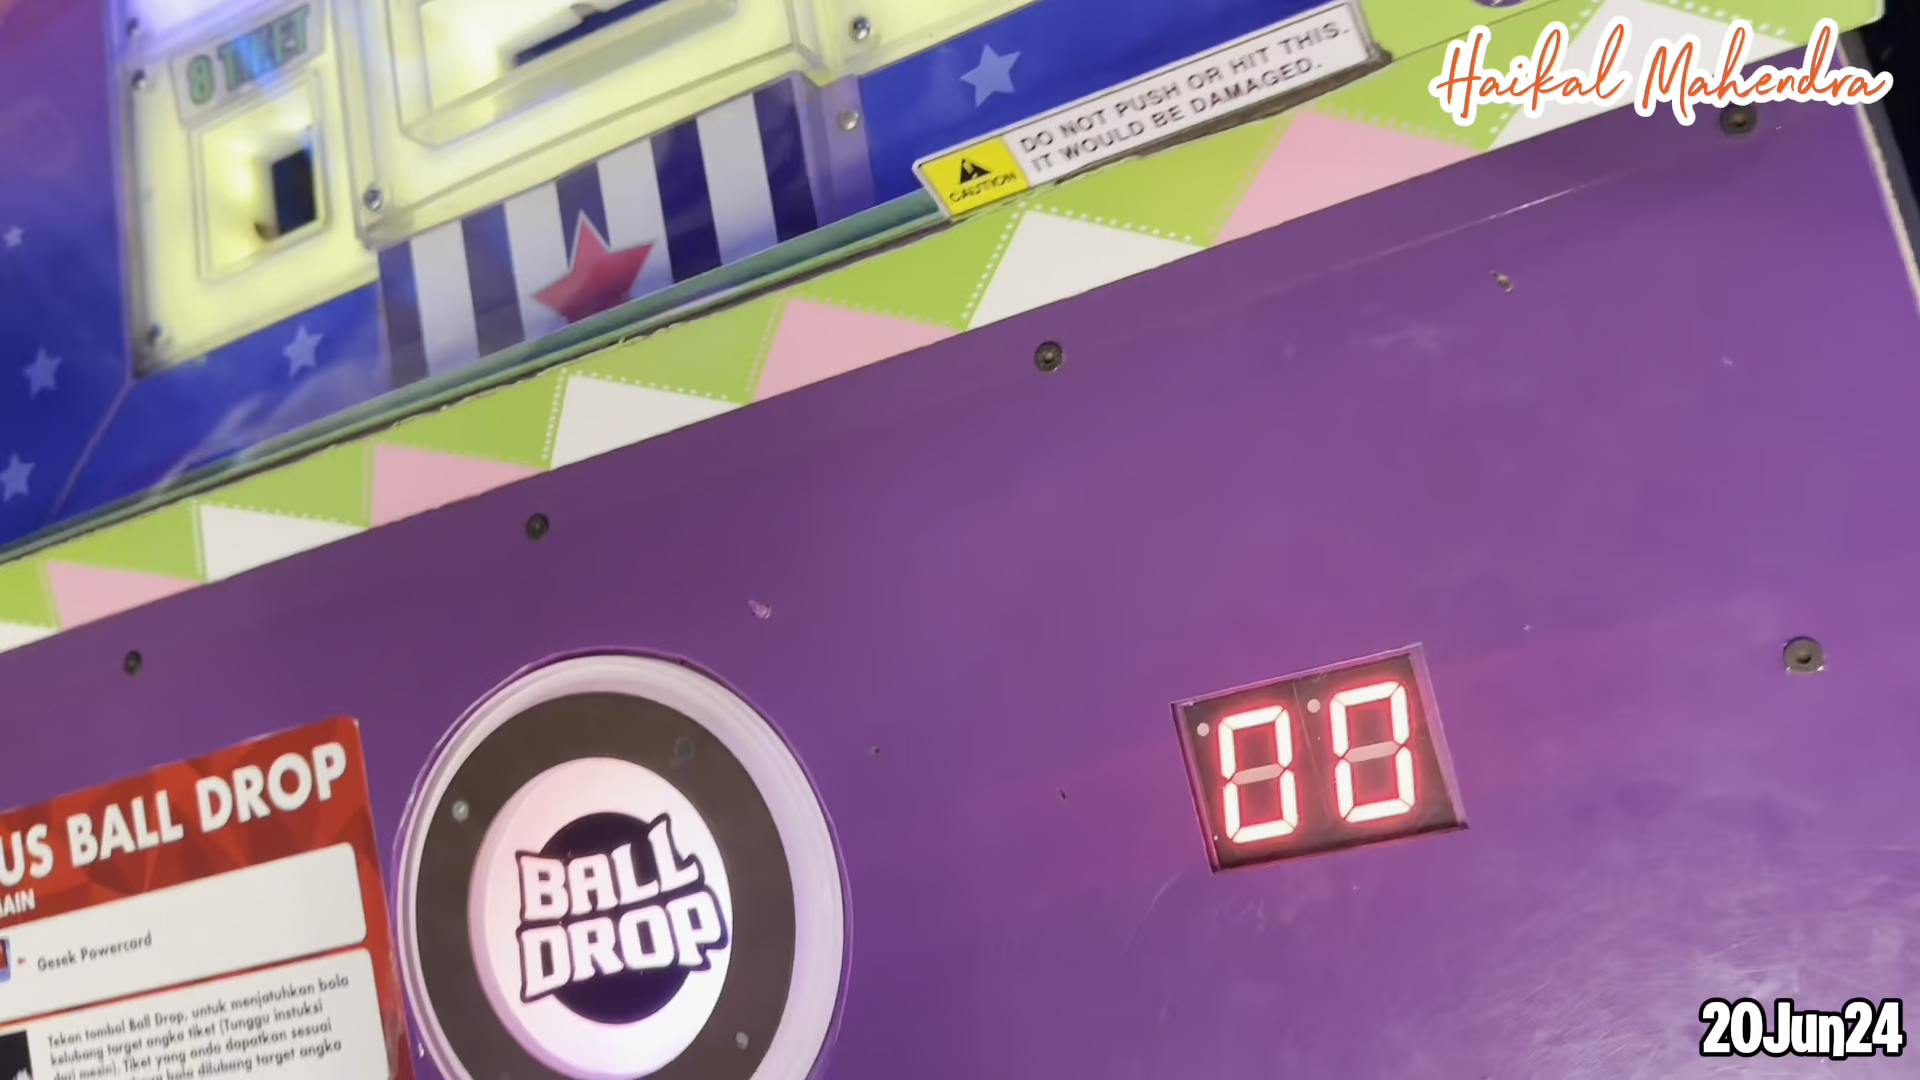 8 TIKET
DO NOT PUSH OR HIT THIS.
IT WOULD BE DAMAGED.
CAUTION
Haikal Mahendra
00
US BALL DROP
MAIN
Gesek Powercard
BALL
DROP
Tekan tombol Ball Drop, untuk menjatuhkan bola
kelubang target angka tiket (Tunggu instuksi
dari mesin). Tiket yang anda dapatkan sesuai
bola dilubang target angka
20Jun24